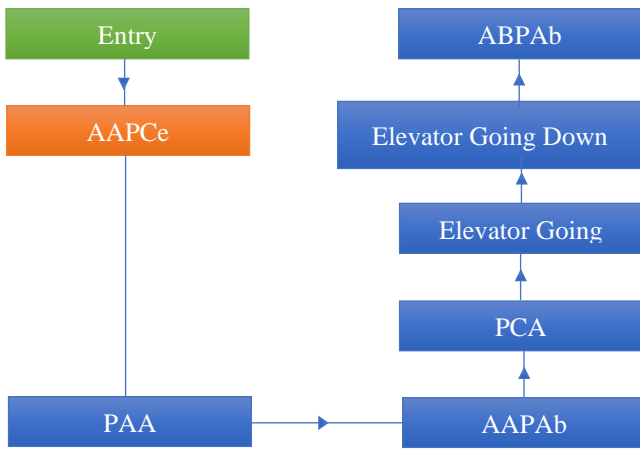 Entry
AAPCe
PAA
AAPAb
PCA
Elevator Going
Elevator Going Down
ABPAb